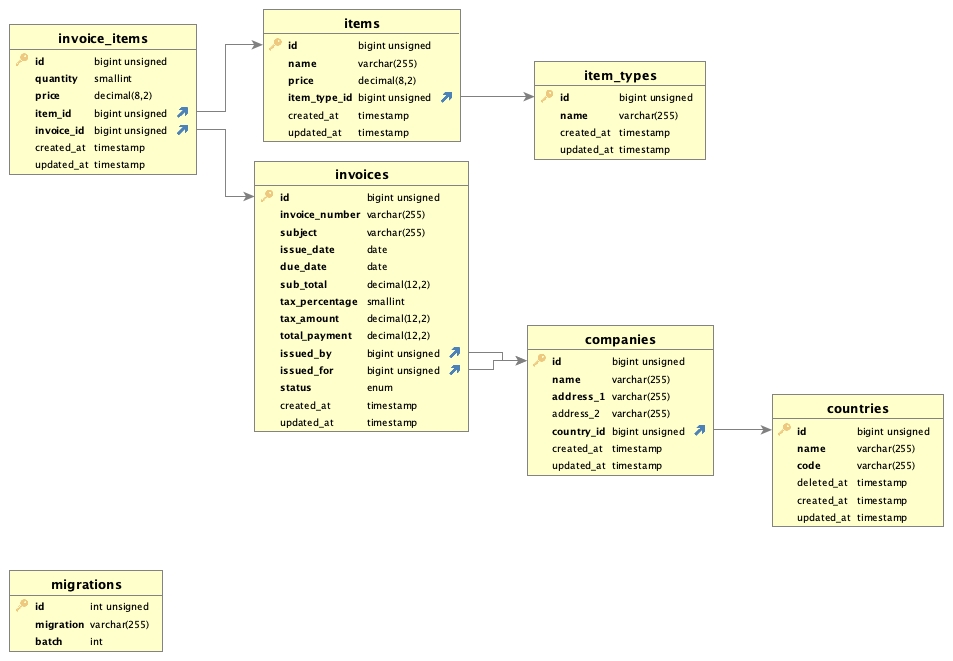 invoice_items
id bigint unsigned
quantity smallint
price decimal(8,2)
item_id bigint unsigned
invoice_id bigint unsigned
created_at timestamp
updated_at timestamp
items
id bigint unsigned
name varchar(255)
price decimal(8,2)
item_type_id bigint unsigned
created_at timestamp
updated_at timestamp
item_types
id bigint unsigned
name varchar(255)
created_at timestamp
updated_at timestamp
invoices
id bigint unsigned
invoice_number varchar(255)
subject varchar(255)
issue_date date
due_date date
sub_total decimal(12,2)
tax_percentage smallint
tax_amount decimal(12,2)
total_payment decimal(12,2)
issued_by bigint unsigned
issued_for bigint unsigned
status enum
created_at timestamp
updated_at timestamp
companies
id bigint unsigned
name varchar(255)
address_1 varchar(255)
address_2 varchar(255)
country_id bigint unsigned
created_at timestamp
updated_at timestamp
countries
id bigint unsigned
name varchar(255)
code varchar(255)
deleted_at timestamp
created_at timestamp
updated_at timestamp
migrations
id int unsigned
migration varchar(255)
batch int